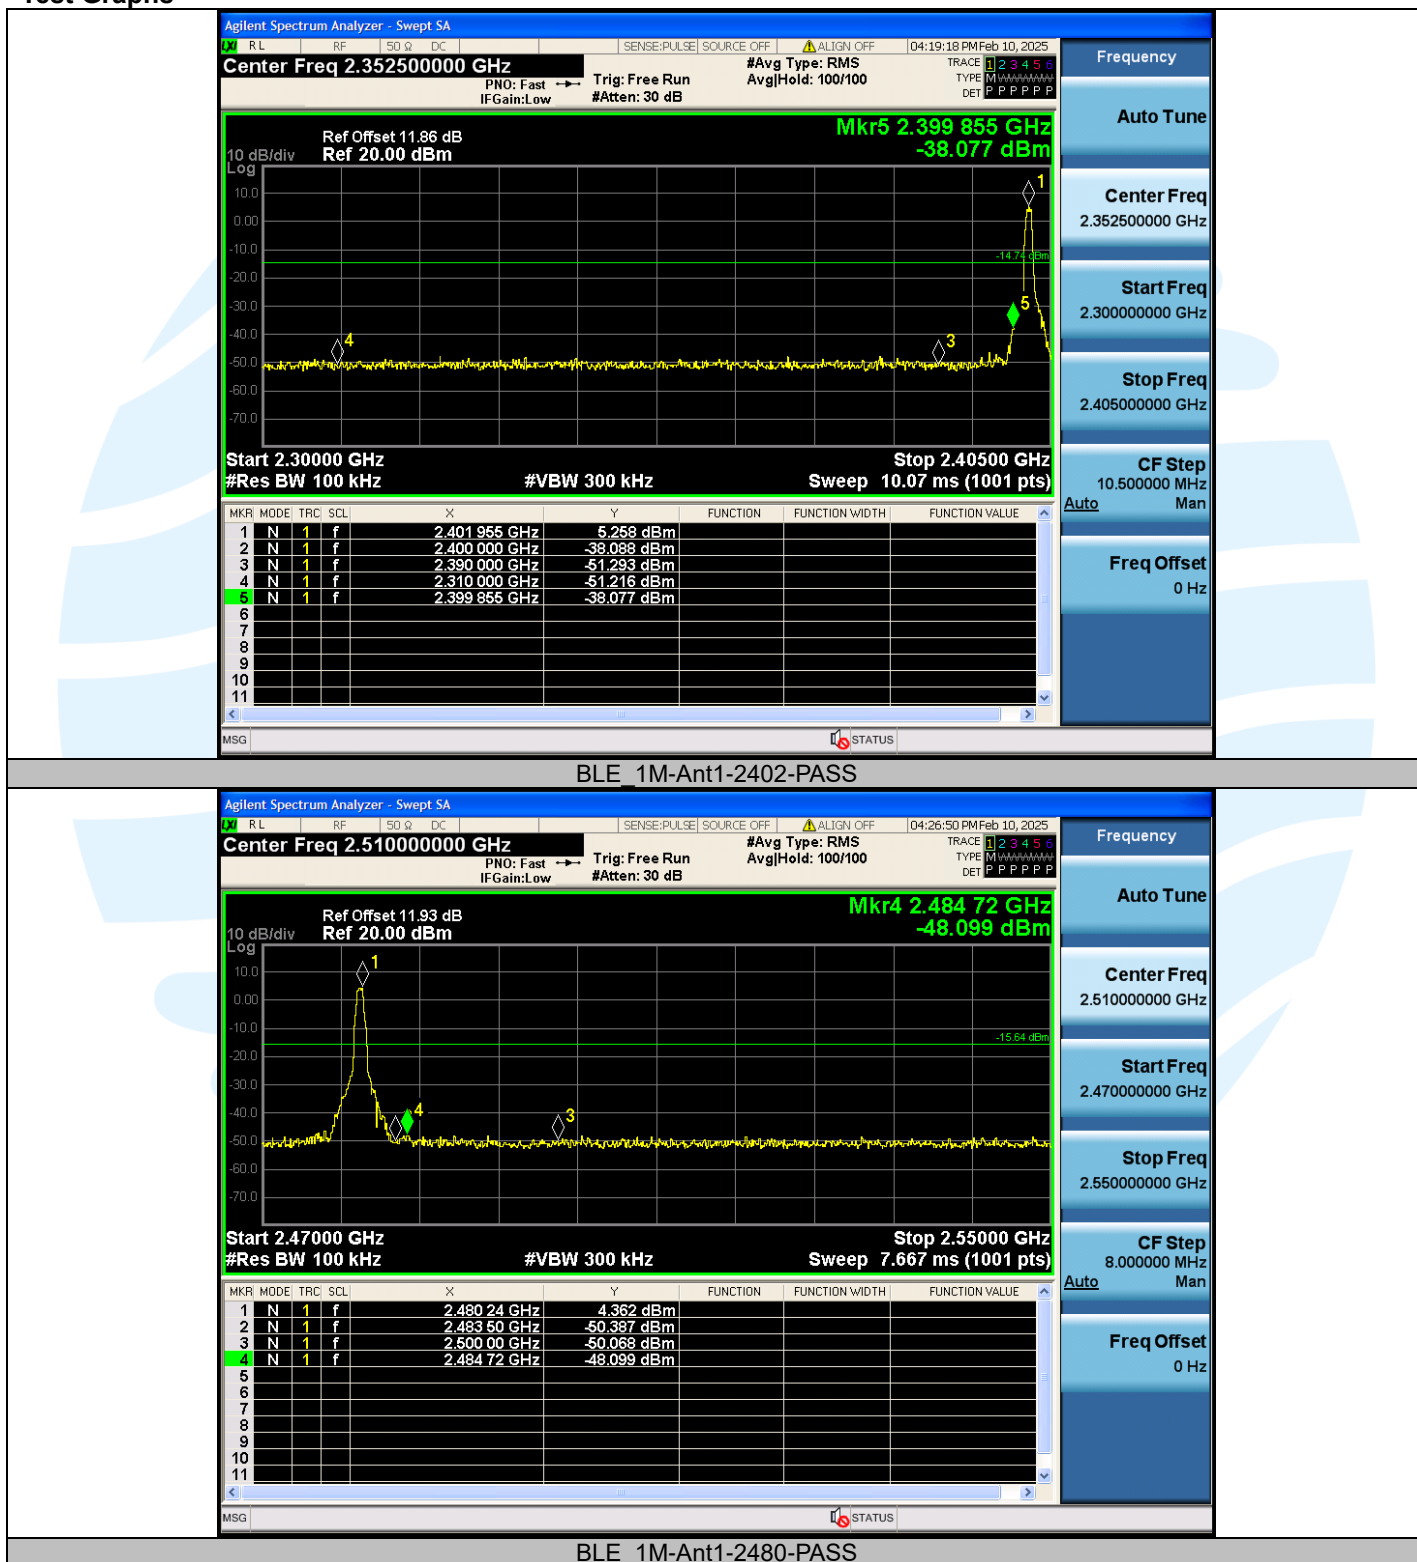 Test Graphs
Agilent Spectrum Analyzer - Swept SA
LXI RL RF 50 Ω DC SENSE:PULSE SOURCE OFF ALIGN OFF 04:19:18 PM Feb 10, 2025
Center Freq 2.352500000 GHz #Avg Type: RMS TRACE 1 2 3 4 5 6
PNO: Fast Trig: Free Run Avg|Hold: 100/100 TYPE M WWWWW
IFGain:Low #Atten: 30 dB DET P P P P P P
Frequency
Auto Tune
Center Freq
2.352500000 GHz
Start Freq
2.300000000 GHz
Stop Freq
2.405000000 GHz
CF Step
10.500000 MHz
Auto Man
Freq Offset
0 Hz
Mkr5 2.399 855 GHz
-38.077 dBm
Ref Offset 11.86 dB
10 dB/div Ref 20.00 dBm
Log
10.0
0.00
-10.0
-20.0
-30.0
-40.0
-50.0
-60.0
-70.0
1
-14.74 dBm
5
4
3
Start 2.30000 GHz Stop 2.40500 GHz
#Res BW 100 kHz #VBW 300 kHz Sweep 10.07 ms (1001 pts)
MKR MODE TRC SCL X Y FUNCTION FUNCTION WIDTH FUNCTION VALUE
1 N 1 f 2.401 955 GHz 5.258 dBm
2 N 1 f 2.400 000 GHz -38.088 dBm
3 N 1 f 2.390 000 GHz -51.293 dBm
4 N 1 f 2.310 000 GHz -51.216 dBm
5 N 1 f 2.399 855 GHz -38.077 dBm
6
7
8
9
10
11
MSG STATUS
BLE_1M-Ant1-2402-PASS
Agilent Spectrum Analyzer - Swept SA
LXI RL RF 50 Ω DC SENSE:PULSE SOURCE OFF ALIGN OFF 04:26:50 PM Feb 10, 2025
Center Freq 2.510000000 GHz #Avg Type: RMS TRACE 1 2 3 4 5 6
PNO: Fast Trig: Free Run Avg|Hold: 100/100 TYPE M WWWWW
IFGain:Low #Atten: 30 dB DET P P P P P P
Frequency
Auto Tune
Center Freq
2.510000000 GHz
Start Freq
2.470000000 GHz
Stop Freq
2.550000000 GHz
CF Step
8.000000 MHz
Auto Man
Freq Offset
0 Hz
Mkr4 2.484 72 GHz
-48.099 dBm
Ref Offset 11.93 dB
10 dB/div Ref 20.00 dBm
Log
10.0
0.00
-10.0
-20.0
-30.0
-40.0
-50.0
-60.0
-70.0
1
-15.64 dBm
4
3
Start 2.47000 GHz Stop 2.55000 GHz
#Res BW 100 kHz #VBW 300 kHz Sweep 7.667 ms (1001 pts)
MKR MODE TRC SCL X Y FUNCTION FUNCTION WIDTH FUNCTION VALUE
1 N 1 f 2.480 24 GHz 4.362 dBm
2 N 1 f 2.483 50 GHz -50.387 dBm
3 N 1 f 2.500 00 GHz -50.068 dBm
4 N 1 f 2.484 72 GHz -48.099 dBm
5
6
7
8
9
10
11
MSG STATUS
BLE_1M-Ant1-2480-PASS